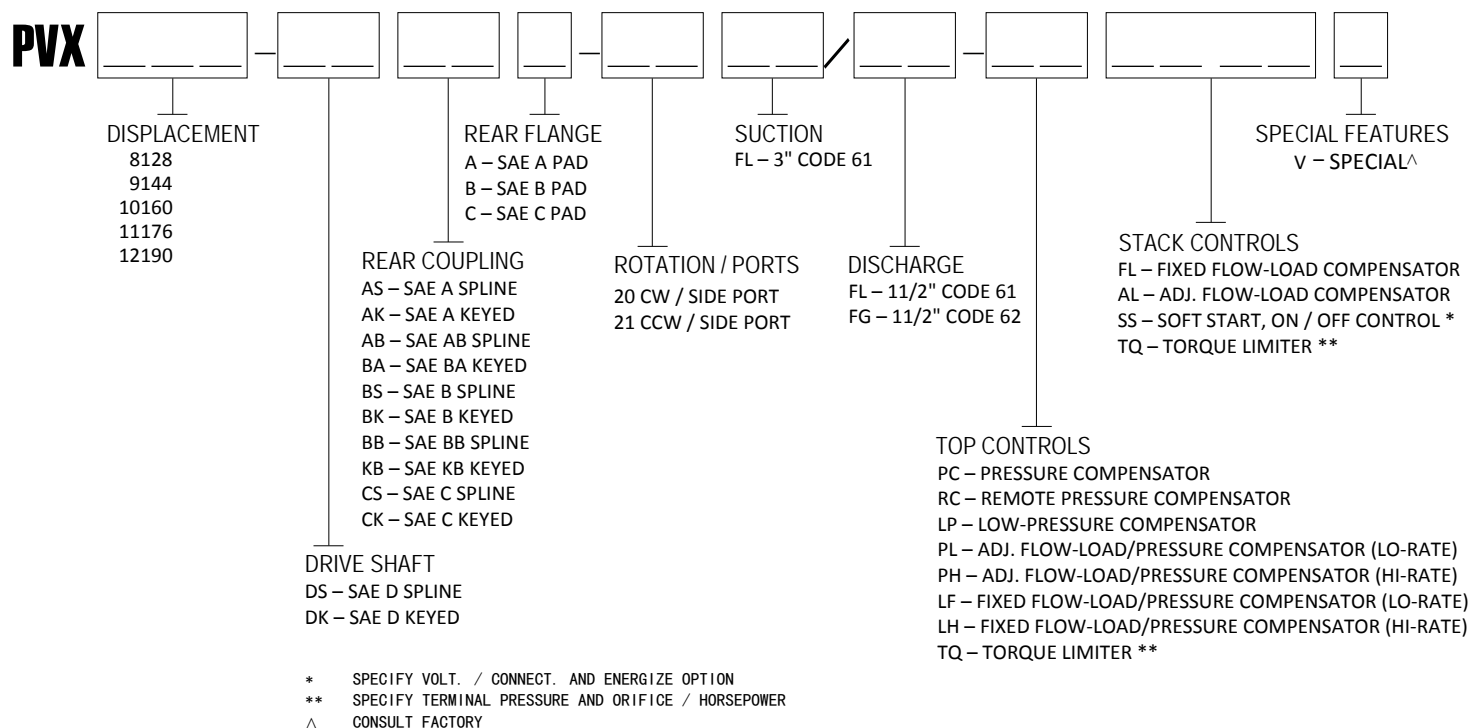 PVX
DISPLACEMENT
8128
9144
10160
11176
12190
REAR FLANGE
A – SAE A PAD
B – SAE B PAD
C – SAE C PAD
SUCTION
FL – 3" CODE 61
SPECIAL FEATURES
V – SPECIAL^
REAR COUPLING
AS – SAE A SPLINE
AK – SAE A KEYED
AB – SAE AB SPLINE
BA – SAE BA KEYED
BS – SAE B SPLINE
BK – SAE B KEYED
BB – SAE BB SPLINE
KB – SAE KB KEYED
CS – SAE C SPLINE
CK – SAE C KEYED
ROTATION / PORTS
20 CW / SIDE PORT
21 CCW / SIDE PORT
DISCHARGE
FL – 11/2" CODE 61
FG – 11/2" CODE 62
STACK CONTROLS
FL – FIXED FLOW-LOAD COMPENSATOR
AL – ADJ. FLOW-LOAD COMPENSATOR
SS – SOFT START, ON / OFF CONTROL *
TQ – TORQUE LIMITER **
TOP CONTROLS
PC – PRESSURE COMPENSATOR
RC – REMOTE PRESSURE COMPENSATOR
LP – LOW-PRESSURE COMPENSATOR
PL – ADJ. FLOW-LOAD/PRESSURE COMPENSATOR (LO-RATE)
PH – ADJ. FLOW-LOAD/PRESSURE COMPENSATOR (HI-RATE)
LF – FIXED FLOW-LOAD/PRESSURE COMPENSATOR (LO-RATE)
LH – FIXED FLOW-LOAD/PRESSURE COMPENSATOR (HI-RATE)
TQ – TORQUE LIMITER **
DRIVE SHAFT
DS – SAE D SPLINE
DK – SAE D KEYED
* SPECIFY VOLT. / CONNECT. AND ENERGIZE OPTION
** SPECIFY TERMINAL PRESSURE AND ORIFICE / HORSEPOWER
^ CONSULT FACTORY